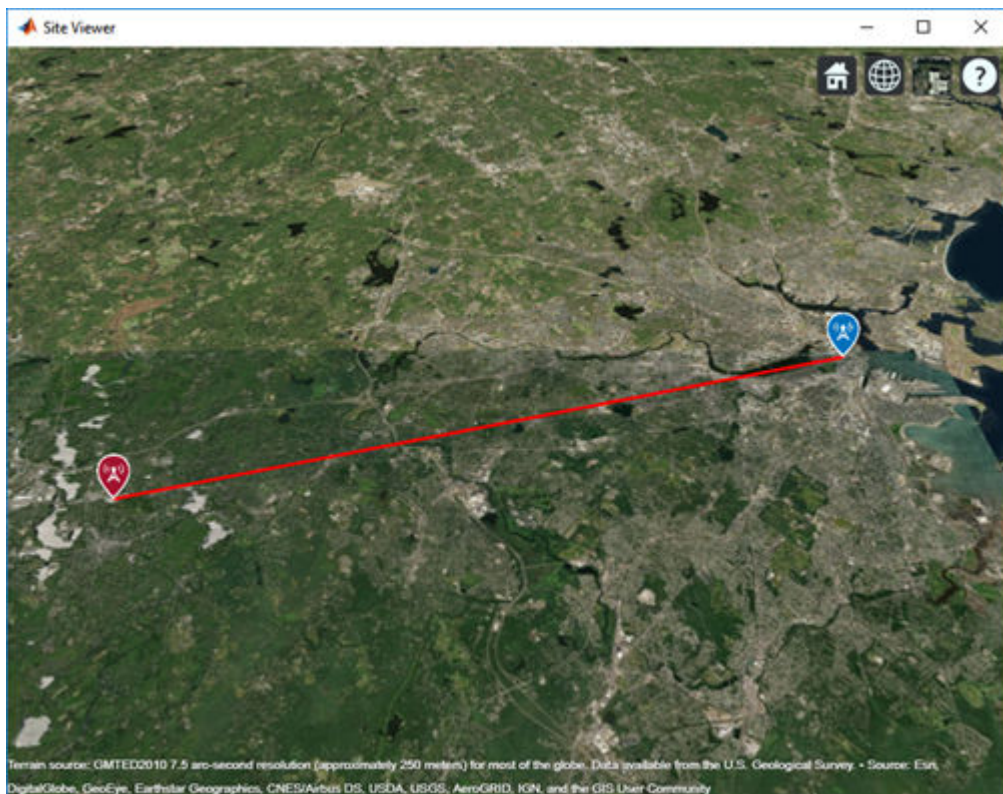 Site Viewer
?
Terrain source: GMTED2010 7.5 arc-second resolution (approximately 250 meters) for most of the globe. Data available from the U.S. Geological Survey. • Source: Esri,
DigitalGlobe, GeoEye, Earthstar Geographics, CNES/Airbus DS, USDA, USGS, AeroGRID, IGN, and the GIS User Community